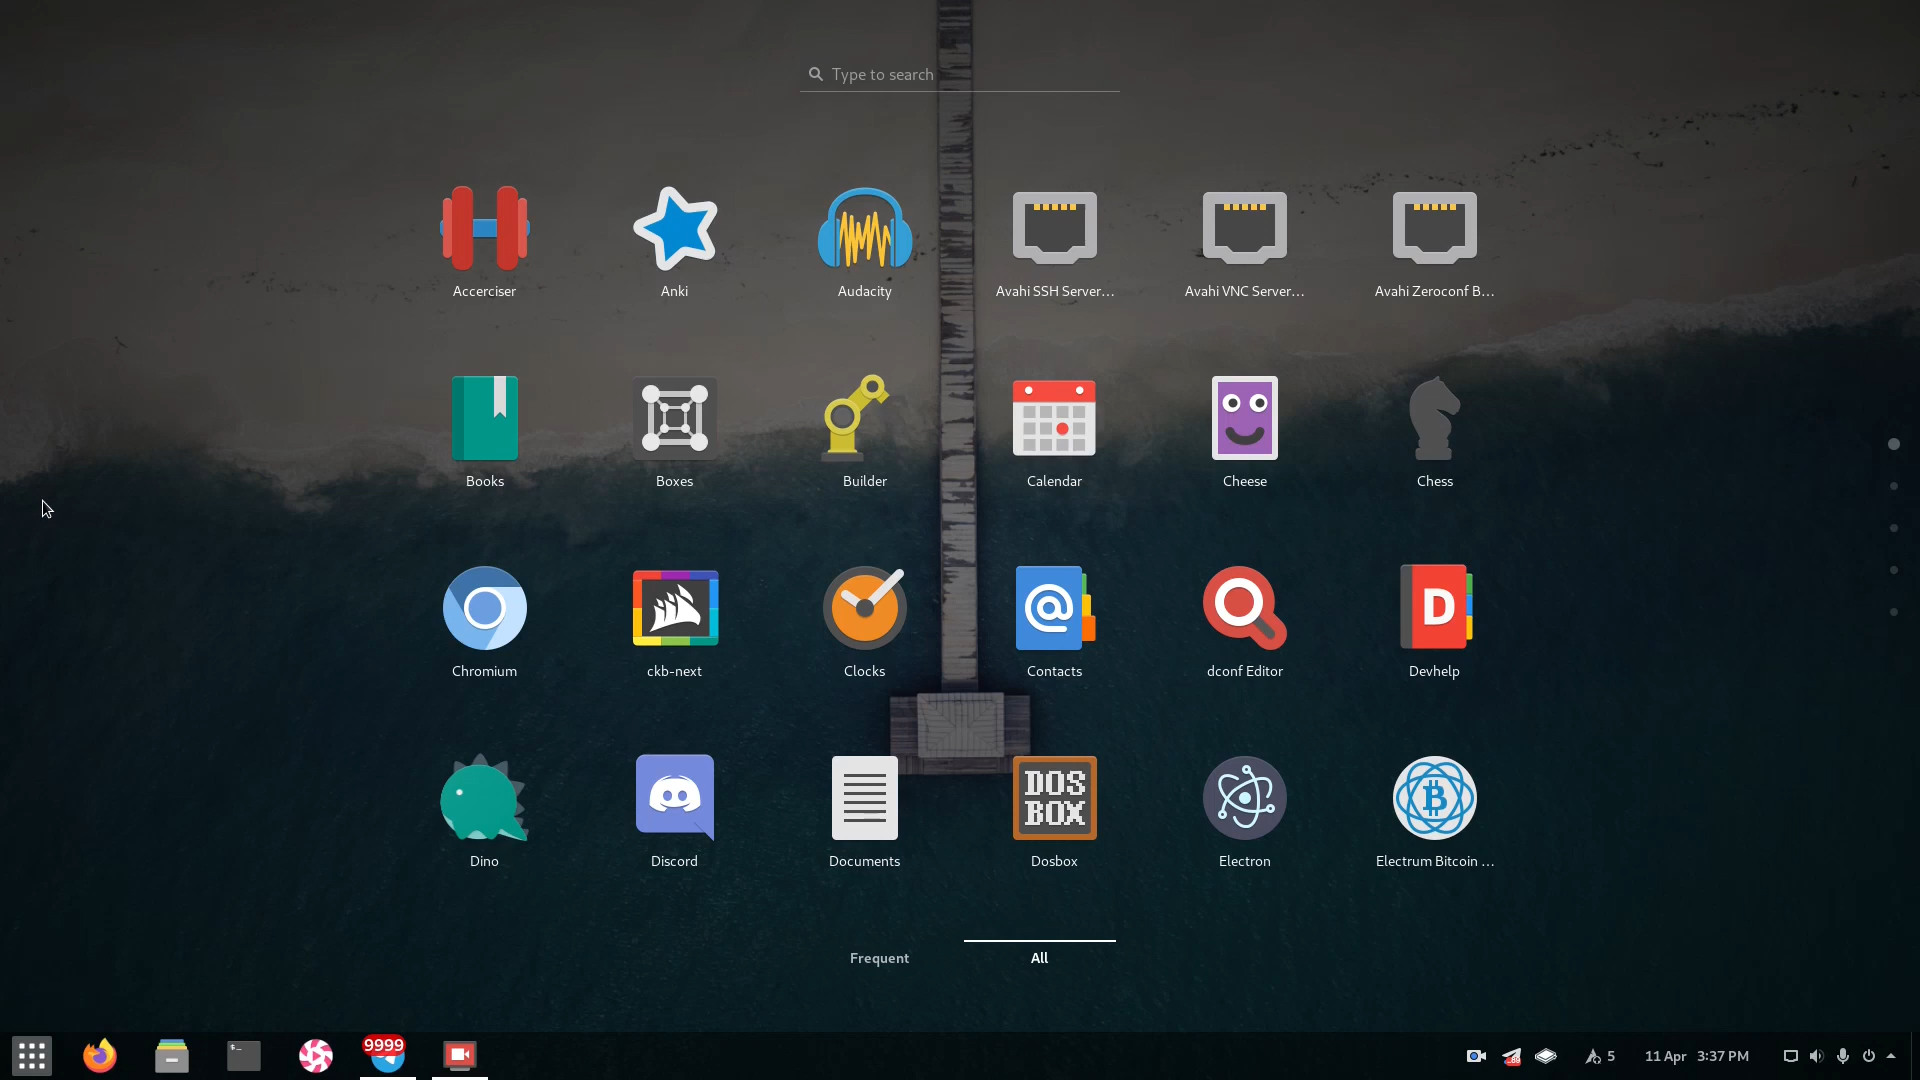 Type to search
Accerciser
Anki
Audacity
Avahi SSH Server…
Avahi VNC Server…
Avahi Zeroconf B…
Books
Boxes
Builder
Calendar
Cheese
Chess
Chromium
ckb-next
Clocks
Contacts
dconf Editor
D
Devhelp
DOS
BOX
Dino
Discord
Documents
Dosbox
Electron
Electrum Bitcoin …
Frequent
All
$_
9999
5
11 Apr 3:37 PM